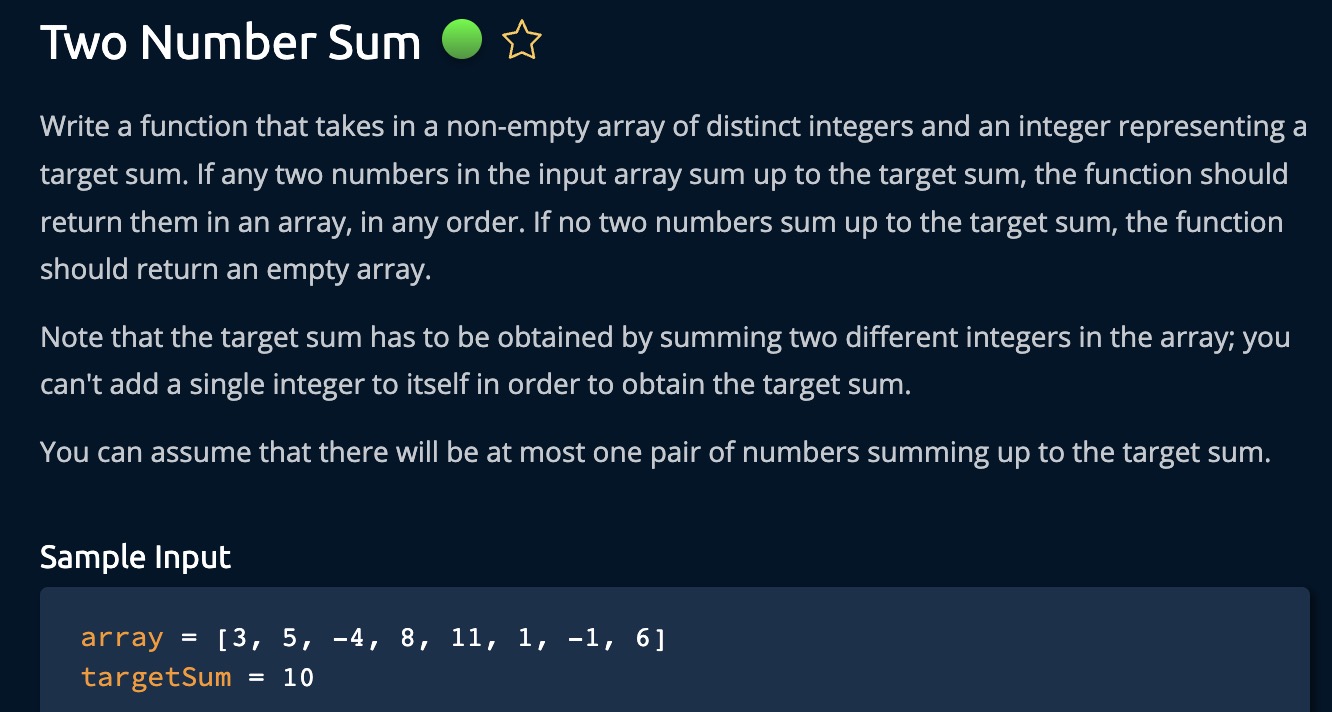 Two Number Sum
Write a function that takes in a non-empty array of distinct integers and an integer representing a
target sum. If any two numbers in the input array sum up to the target sum, the function should
return them in an array, in any order. If no two numbers sum up to the target sum, the function
should return an empty array.
Note that the target sum has to be obtained by summing two different integers in the array; you
can't add a single integer to itself in order to obtain the target sum.
You can assume that there will be at most one pair of numbers summing up to the target sum.
Sample Input
array = [3, 5, -4, 8, 11, 1, -1, 6]
targetSum = 10